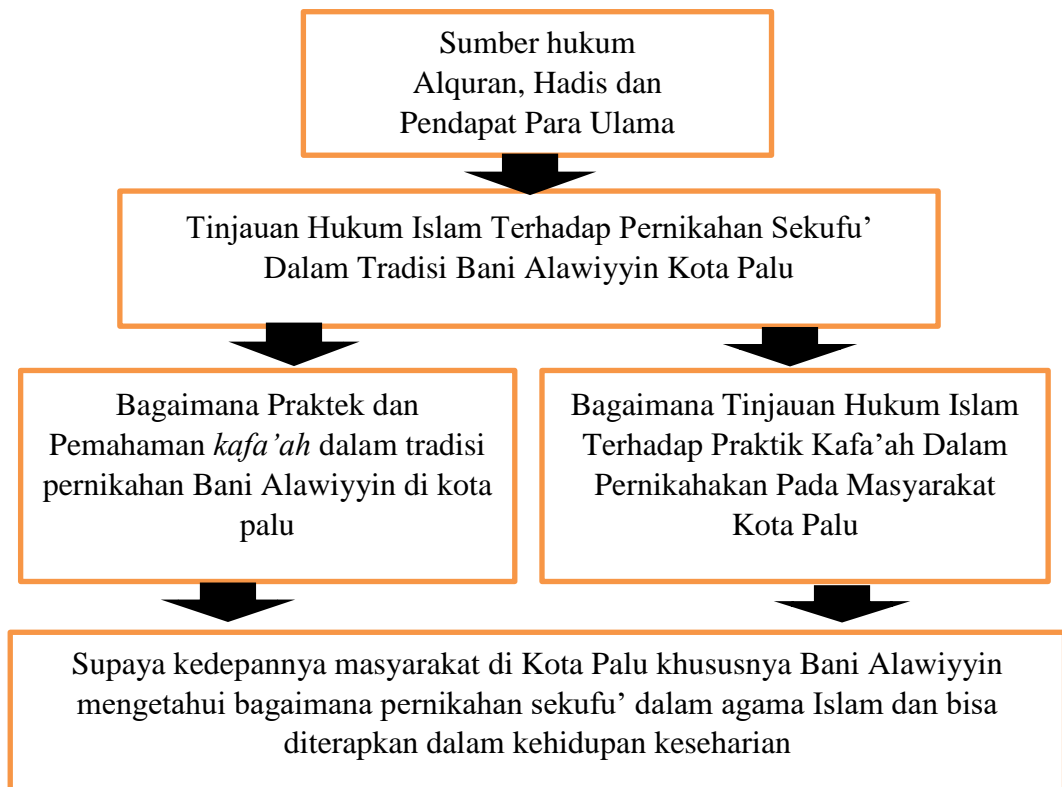 Sumber hukum
Alquran, Hadis dan
Pendapat Para Ulama
Tinjauan Hukum Islam Terhadap Pernikahan Sekufu’
Dalam Tradisi Bani Alawiyyin Kota Palu
Bagaimana Praktek dan
Pemahaman kafa’ah dalam tradisi
pernikahan Bani Alawiyyin di kota
palu
Bagaimana Tinjauan Hukum Islam
Terhadap Praktik Kafa’ah Dalam
Pernikahakan Pada Masyarakat
Kota Palu
Supaya kedepannya masyarakat di Kota Palu khususnya Bani Alawiyyin
mengetahui bagaimana pernikahan sekufu’ dalam agama Islam dan bisa
diterapkan dalam kehidupan keseharian